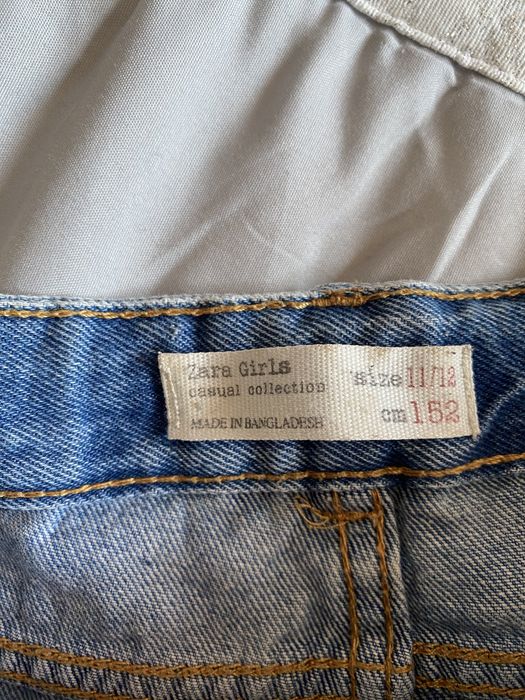 Zara Girls
casual collection
MADE IN BANGLADESH
size 11/12
cm 152